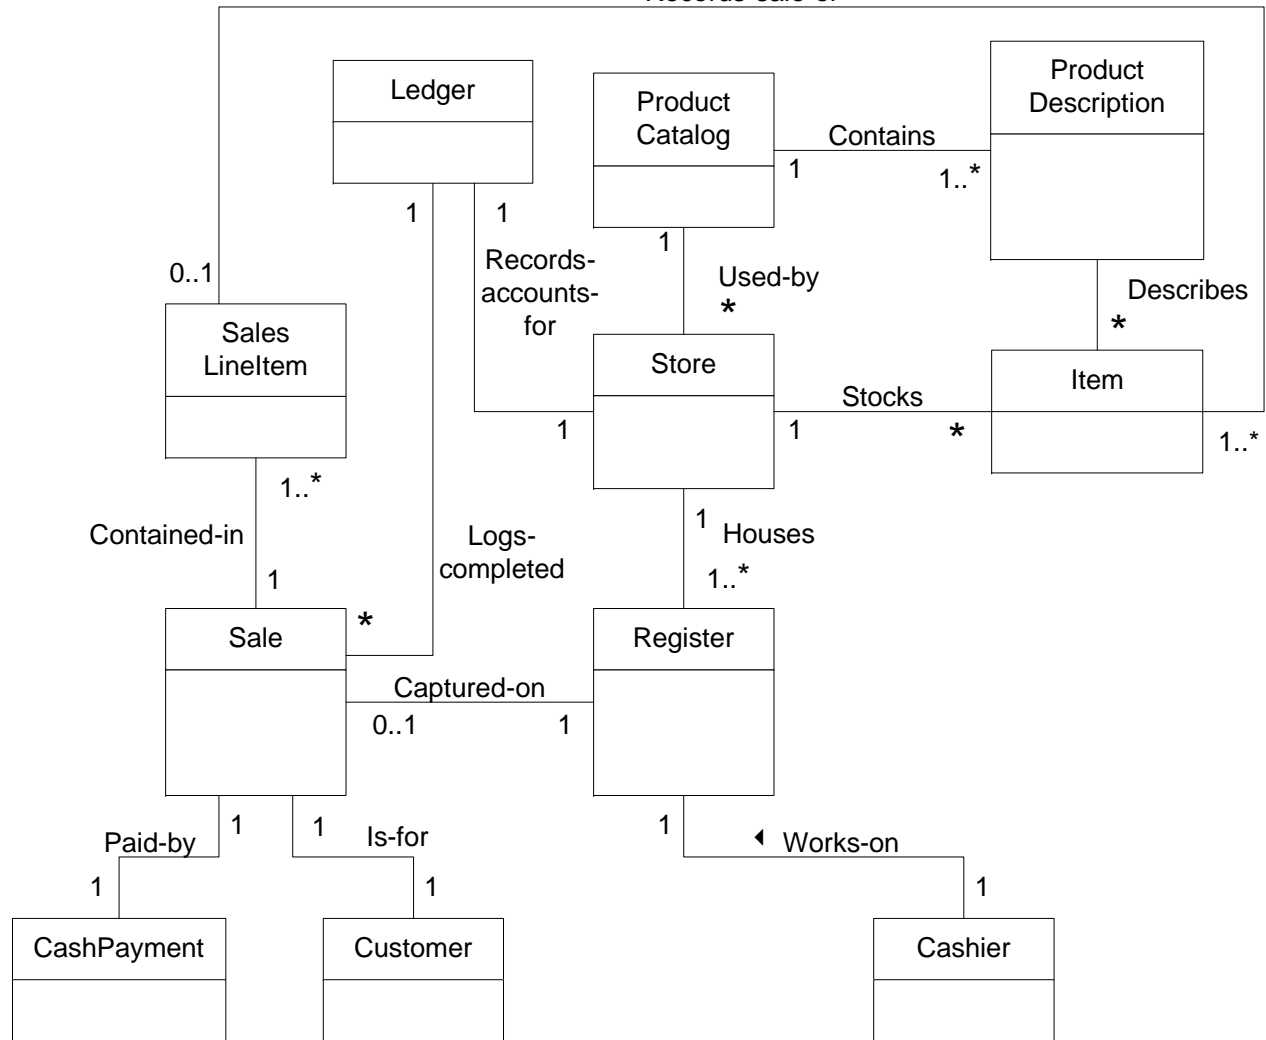 Records-sale-of
Ledger
Product
Catalog
Product
Description
Contains
1
1..*
1
1
1
Records-
accounts-
for
Used-by
*
0..1
Describes
*
Sales
LineItem
Store
Item
Stocks
1
1
*
1..*
1..*
Contained-in
1
Logs-
completed
1
Houses
1..*
*
Sale
Register
Captured-on
0..1
1
Paid-by
1
1
Is-for
1
Works-on
1
1
1
CashPayment
Customer
Cashier